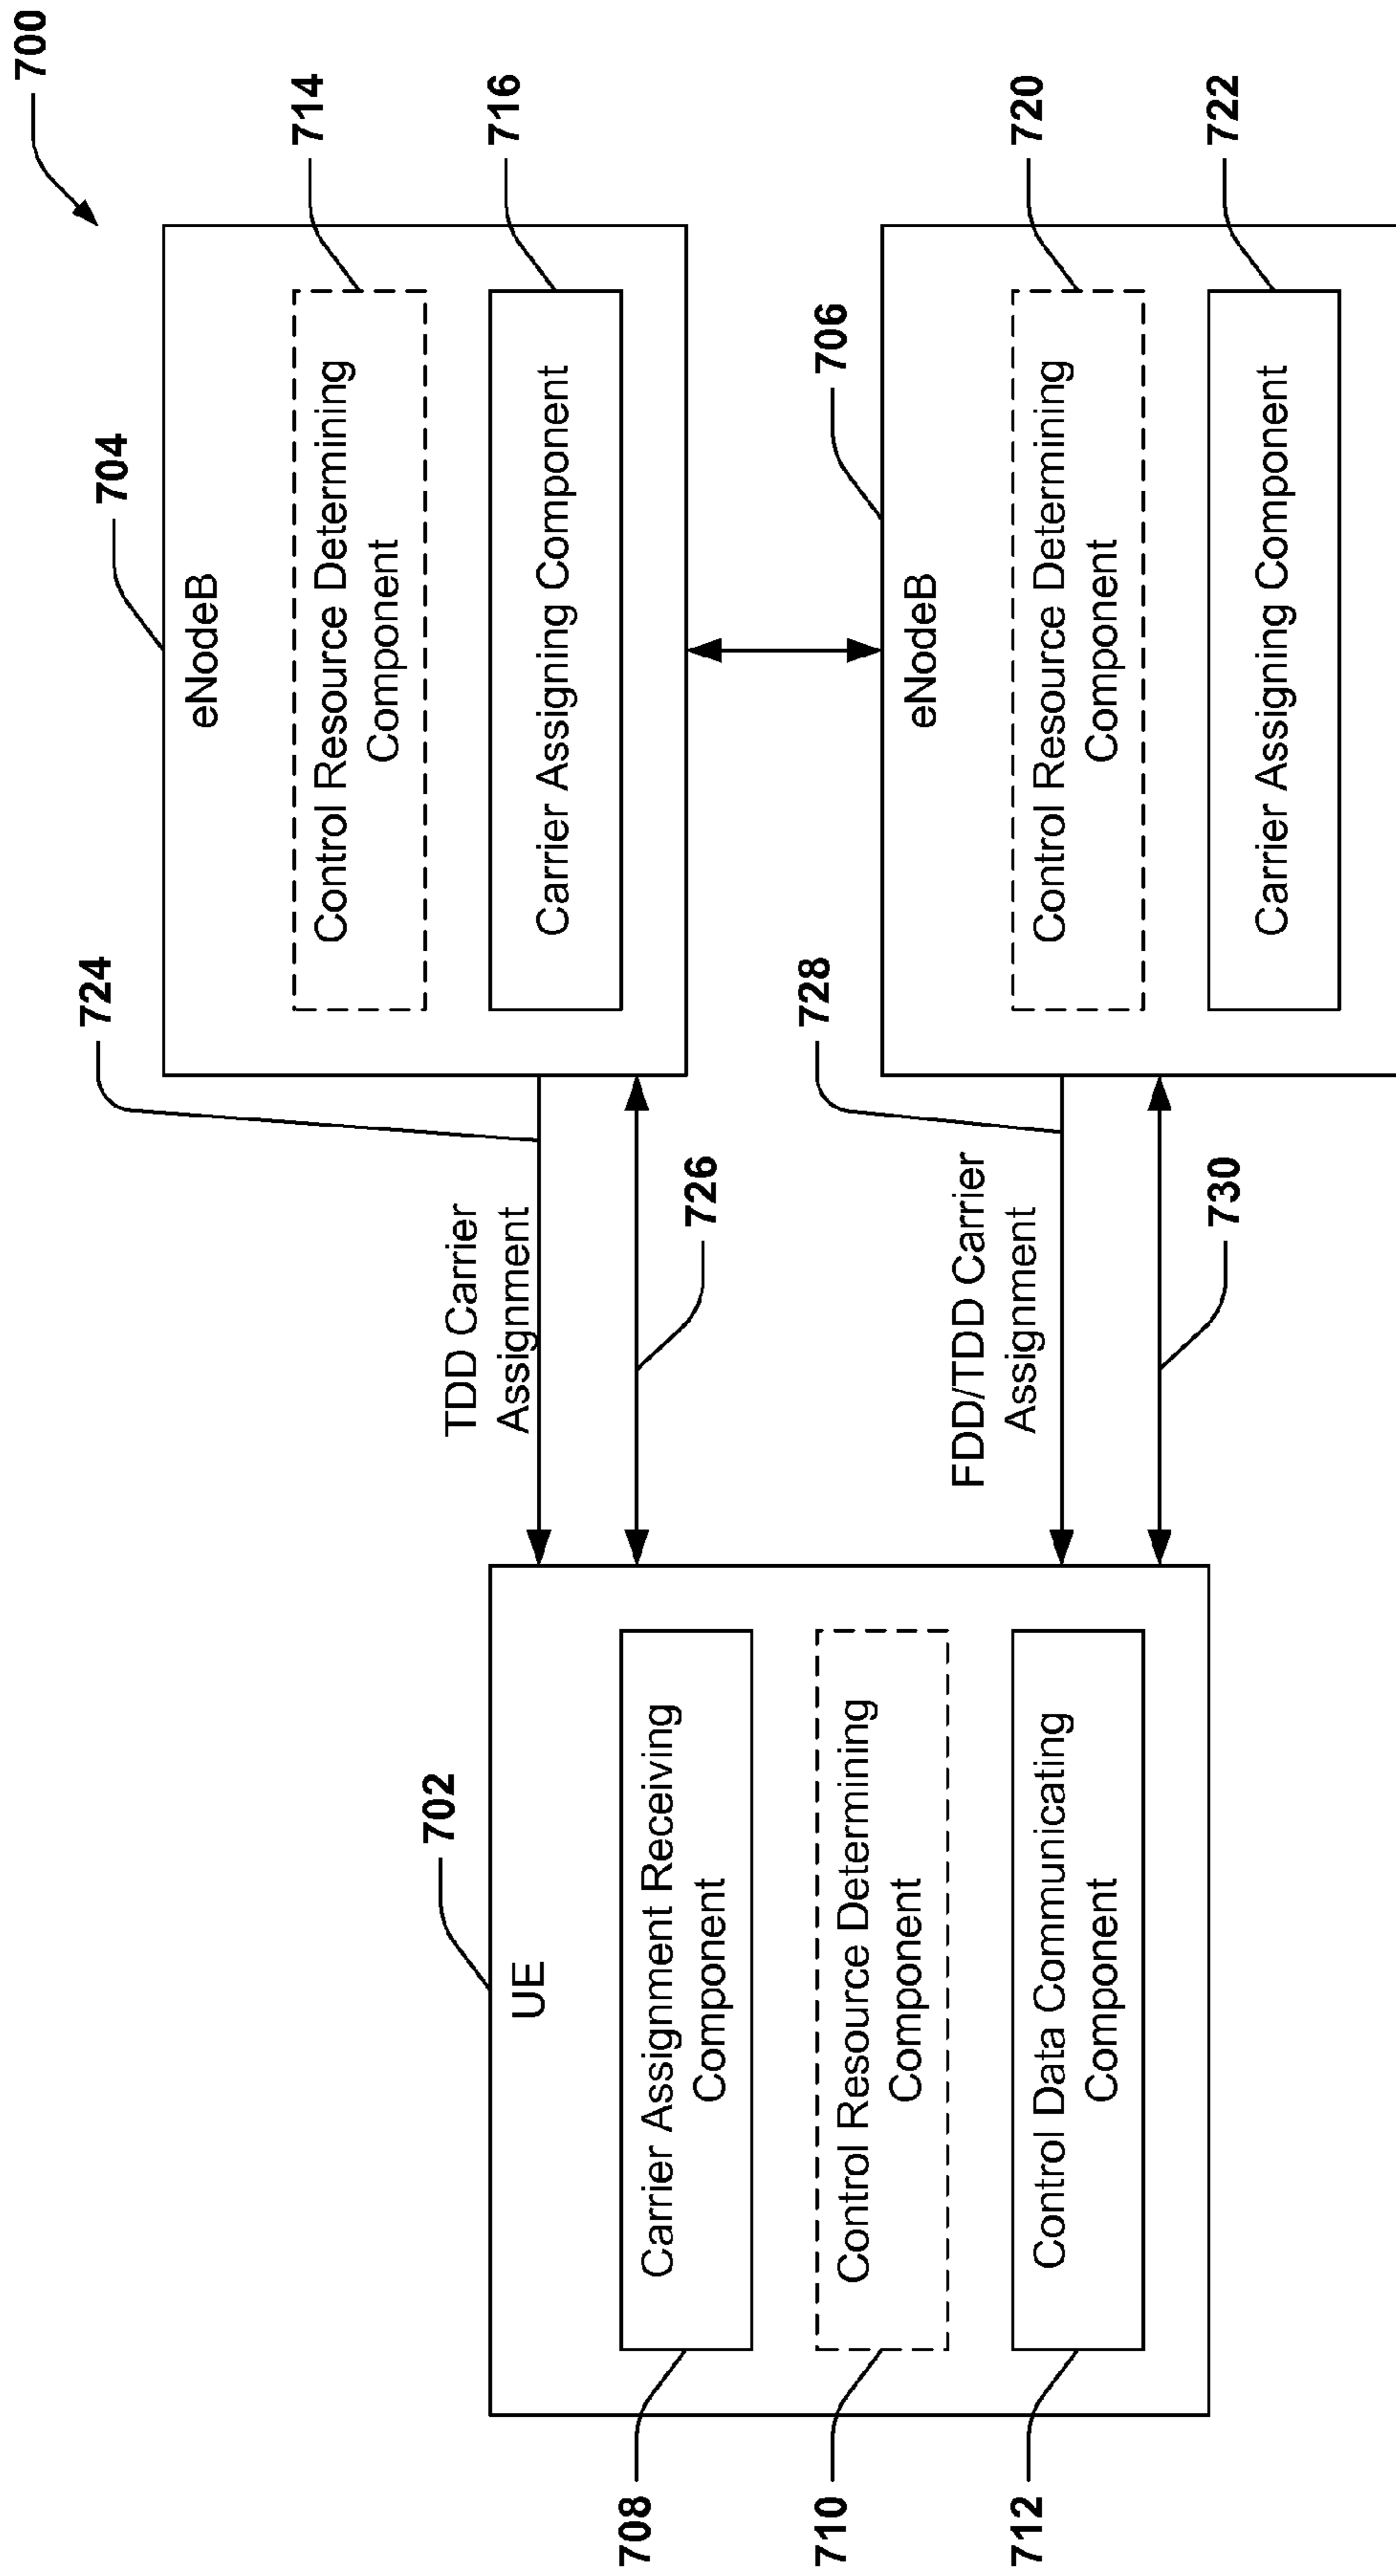 700
704
eNodeB
714
Control Resource Determining
Component
716
Carrier Assigning Component
724
TDD Carrier
Assignment
726
702
UE
708
Carrier Assignment Receiving
Component
710
Control Resource Determining
Component
712
Control Data Communicating
Component
706
eNodeB
720
Control Resource Determining
Component
722
Carrier Assigning Component
728
FDD/TDD Carrier
Assignment
730